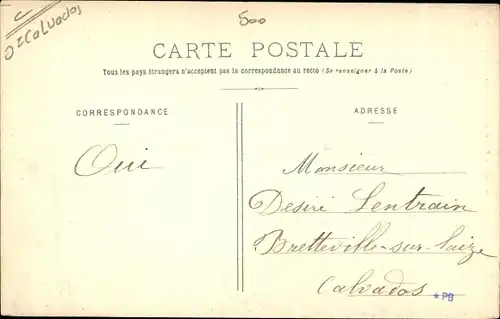 C
D=Calvados
500
CARTE POSTALE
Tous les pays étrangers n'acceptent pas la correspondance au recto (Se renseigner à la Poste)
CORRESPONDANCE
ADRESSE
Oui
Monsieur
Desiré Lentrain
Bretteville-sur-laize
Calvados
*PB